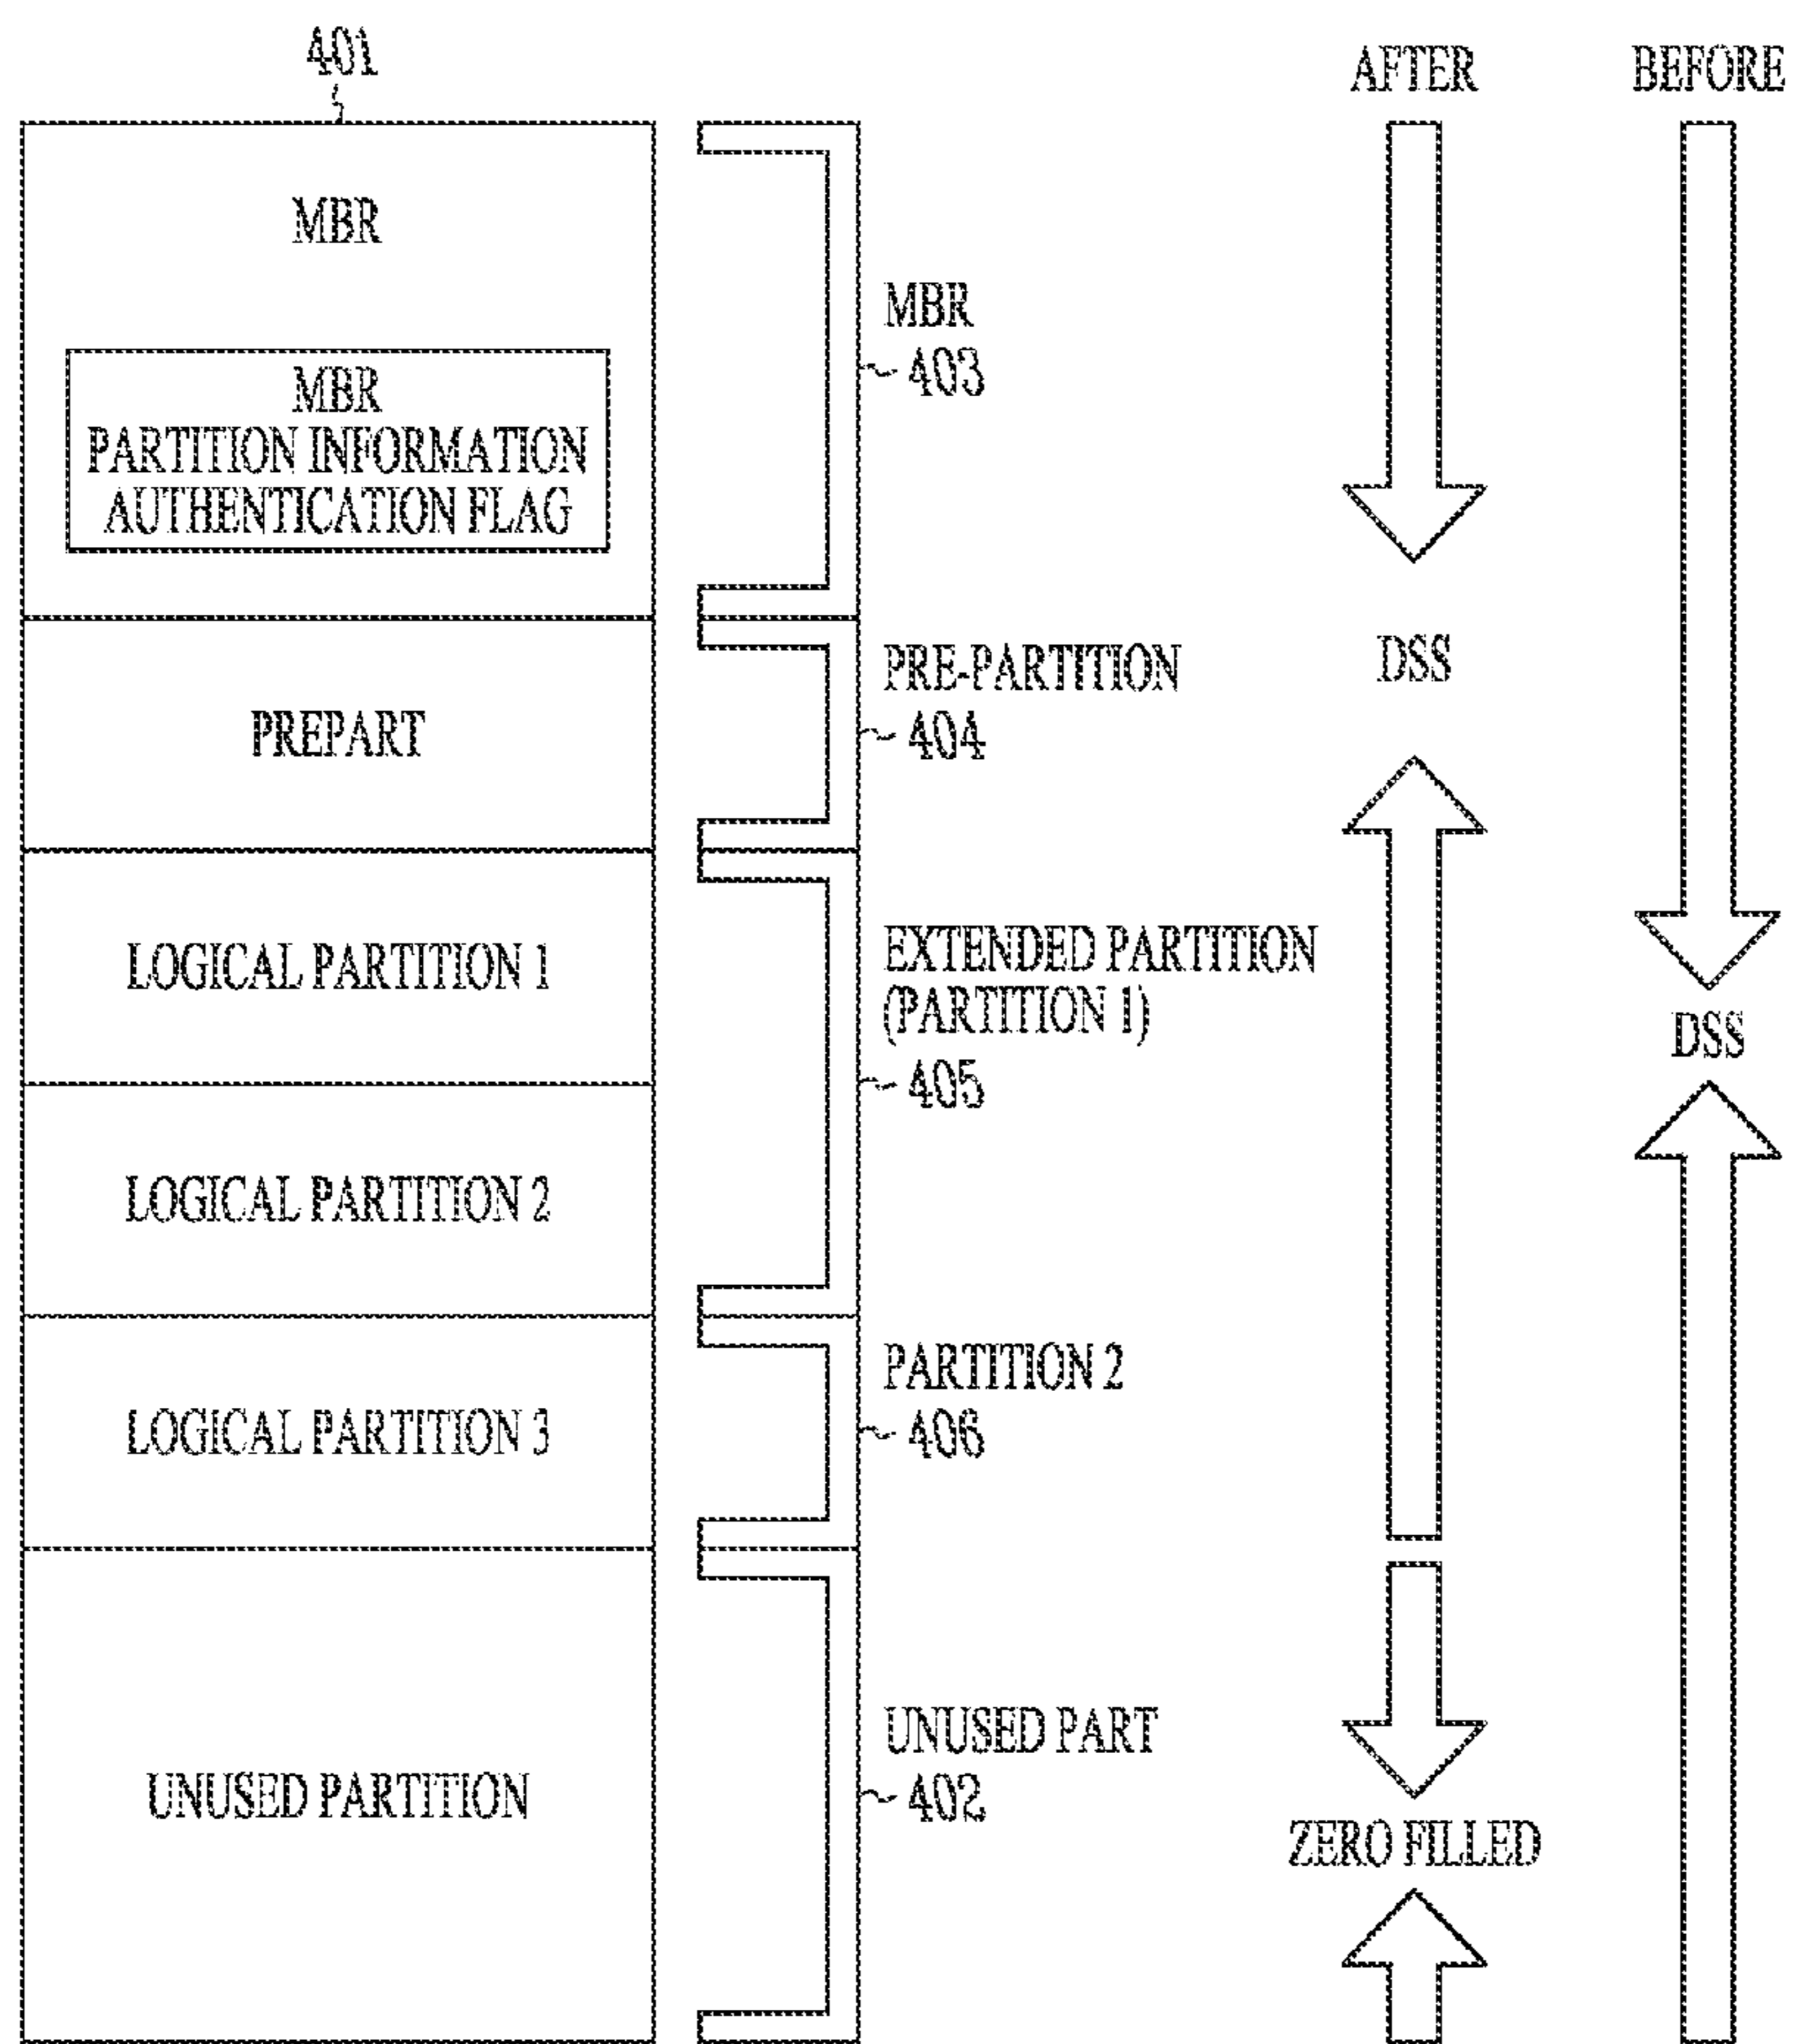 401
AFTER
BEFORE
MBR
MBR
PARTITION INFORMATION
AUTHENTICATION FLAG
MBR
403
PREPART
PRE-PARTITION
404
DSS
LOGICAL PARTITION 1
LOGICAL PARTITION 2
EXTENDED PARTITION
(PARTITION 1)
405
DSS
LOGICAL PARTITION 3
PARTITION 2
406
UNUSED PARTITION
UNUSED PART
402
ZERO FILLED